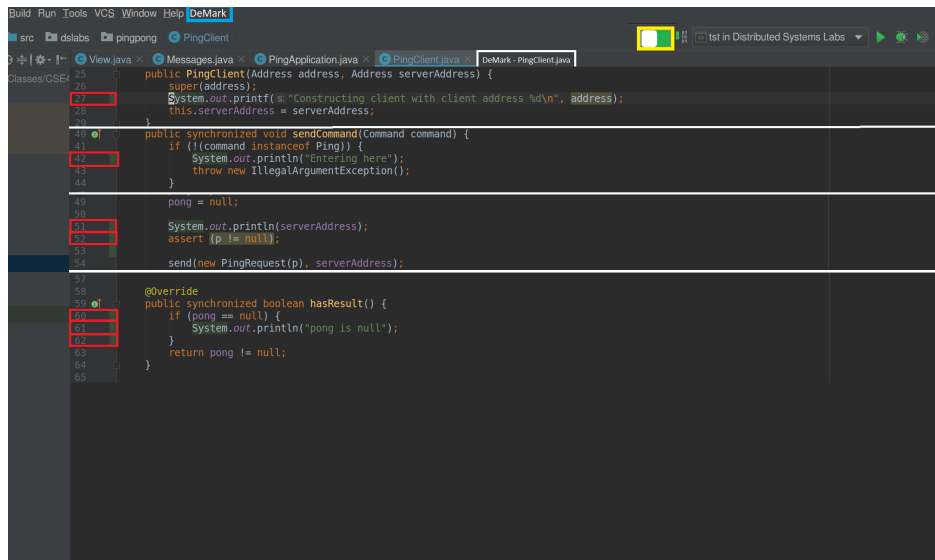 Build Run Tools VCS Window Help DeMark
src dslabs pingpong PingClient
tst in Distributed Systems Labs
View.java Messages.java PingApplication.java PingClient.java DeMark - PingClient.java
Classes/CSE4
25 public PingClient(Address address, Address serverAddress) {
26 super(address);
27 System.out.printf( s: "Constructing client with client address %d\n", address);
28 this.serverAddress = serverAddress;
29 }
40 public synchronized void sendCommand(Command command) {
41 if (!(command instanceof Ping)) {
42 System.out.println("Entering here");
43 throw new IllegalArgumentException();
44 }
49 pong = null;
50
51 System.out.println(serverAddress);
52 assert (p != null);
53
54 send(new PingRequest(p), serverAddress);
57
58 @Override
59 public synchronized boolean hasResult() {
60 if (pong == null) {
61 System.out.println("pong is null");
62 }
63 return pong != null;
64 }
65